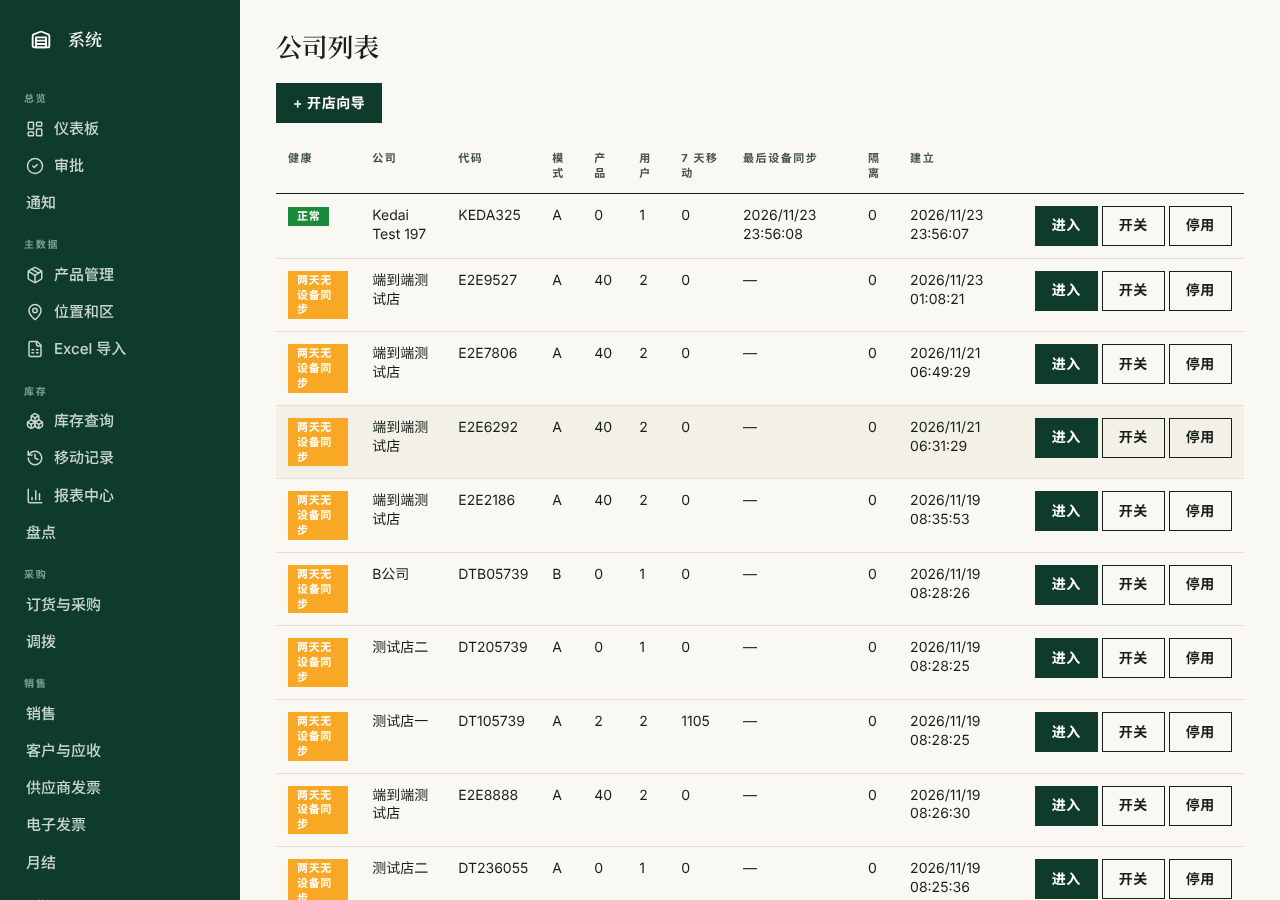 系统
总览
仪表板
审批
通知
主数据
产品管理
位置和区
Excel 导入
库存
库存查询
移动记录
报表中心
盘点
采购
订货与采购
调拨
销售
销售
客户与应收
供应商发票
电子发票
月结
公司列表
+ 开店向导
健康 公司 代码 模式 产品 用户 7 天移动 最后设备同步 隔离 建立
正常 Kedai Test 197 KEDA325 A 0 1 0 2026/11/23 23:56:08 0 2026/11/23 23:56:07 进入 开关 停用
两天无设备同步 端到端测试店 E2E9527 A 40 2 0 — 0 2026/11/23 01:08:21 进入 开关 停用
两天无设备同步 端到端测试店 E2E7806 A 40 2 0 — 0 2026/11/21 06:49:29 进入 开关 停用
两天无设备同步 端到端测试店 E2E6292 A 40 2 0 — 0 2026/11/21 06:31:29 进入 开关 停用
两天无设备同步 端到端测试店 E2E2186 A 40 2 0 — 0 2026/11/19 08:35:53 进入 开关 停用
两天无设备同步 B公司 DTB05739 B 0 1 0 — 0 2026/11/19 08:28:26 进入 开关 停用
两天无设备同步 测试店二 DT205739 A 0 1 0 — 0 2026/11/19 08:28:25 进入 开关 停用
两天无设备同步 测试店一 DT105739 A 2 2 1105 — 0 2026/11/19 08:28:25 进入 开关 停用
两天无设备同步 端到端测试店 E2E8888 A 40 2 0 — 0 2026/11/19 08:26:30 进入 开关 停用
两天无设备同步 测试店二 DT236055 A 0 1 0 — 0 2026/11/19 08:25:36 进入 开关 停用